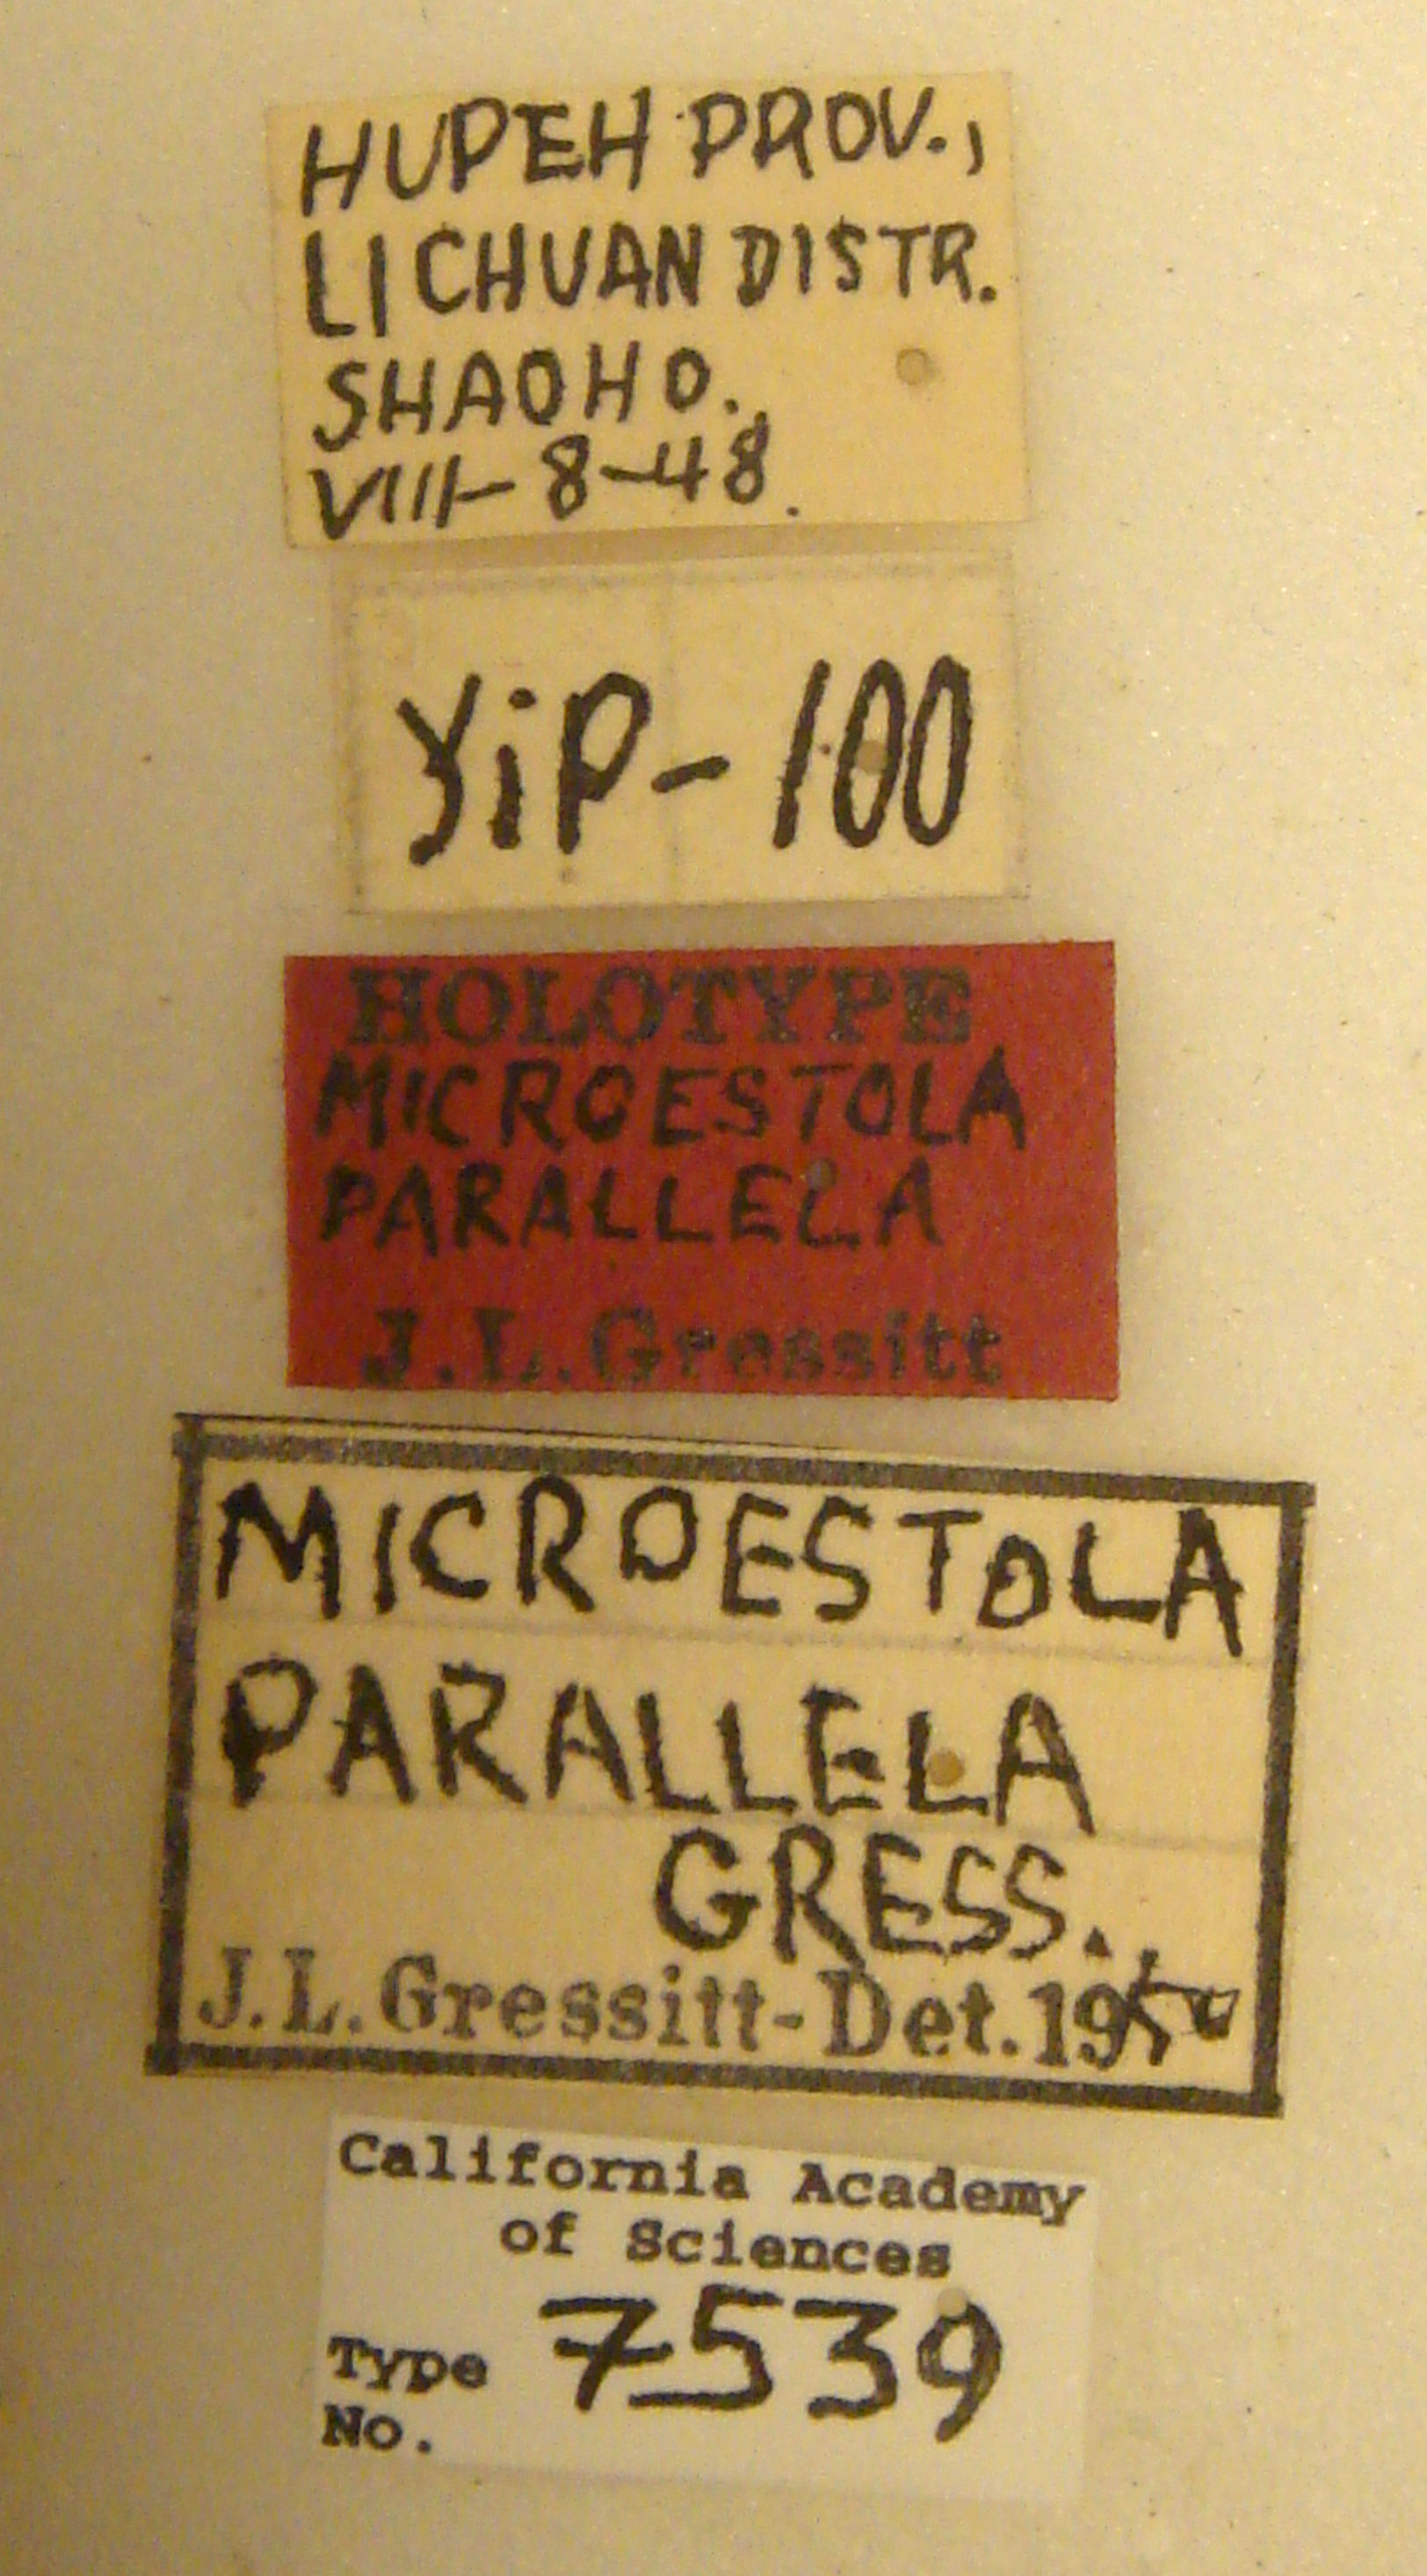 HUPEH PROV.,
LICHUAN DISTR.
SHAOHO.
VIII-8-48.
YiP-100
HOLOTYPE
MICROESTOLA
PARALLELA
J.L.Gressitt
MICROESTOLA
PARALLELA
GRESS.
J.L.Gressitt-Det.1950
California Academy
of Sciences
Type 7539
No.